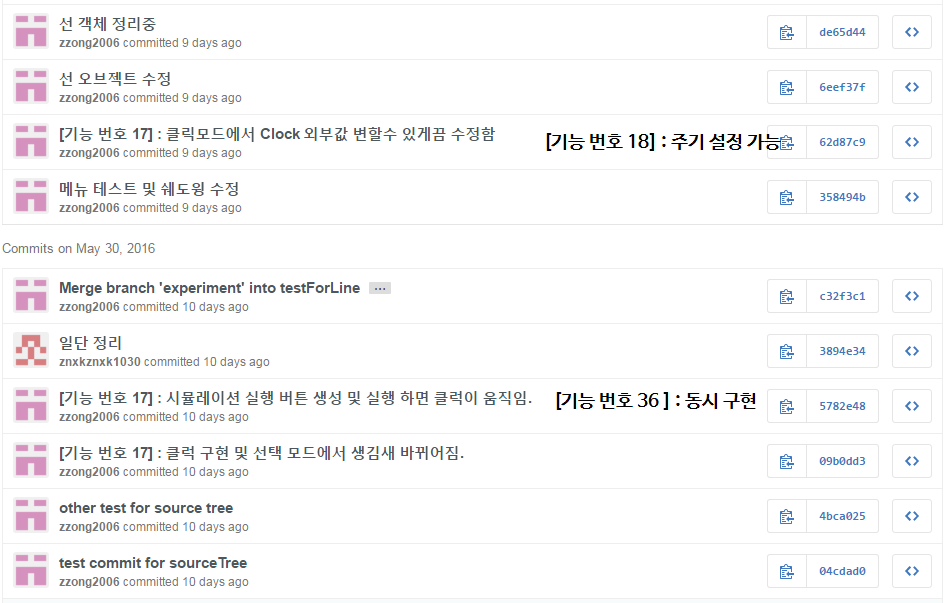 선 객체 정리중
zzong2006 committed 9 days ago
de65d44
선 오브젝트 수정
zzong2006 committed 9 days ago
6eef37f
[기능 번호 17] : 클릭모드에서 Clock 외부값 변할수 있게끔 수정함
[기능 번호 18] : 주기 설정 가능
zzong2006 committed 9 days ago
62d87c9
메뉴 테스트 및 쉐도윙 수정
zzong2006 committed 9 days ago
358494b
Commits on May 30, 2016
Merge branch 'experiment' into testForLine ...
zzong2006 committed 10 days ago
c32f3c1
일단 정리
znxkznxk1030 committed 10 days ago
3894e34
[기능 번호 17] : 시뮬레이션 실행 버튼 생성 및 실행 하면 클럭이 움직임.
[기능 번호 36 ] : 동시 구현
zzong2006 committed 10 days ago
5782e48
[기능 번호 17] : 클럭 구현 및 선택 모드에서 생김새 바뀌어짐.
zzong2006 committed 10 days ago
09b0dd3
other test for source tree
zzong2006 committed 10 days ago
4bca025
test commit for sourceTree
zzong2006 committed 10 days ago
04cdad0